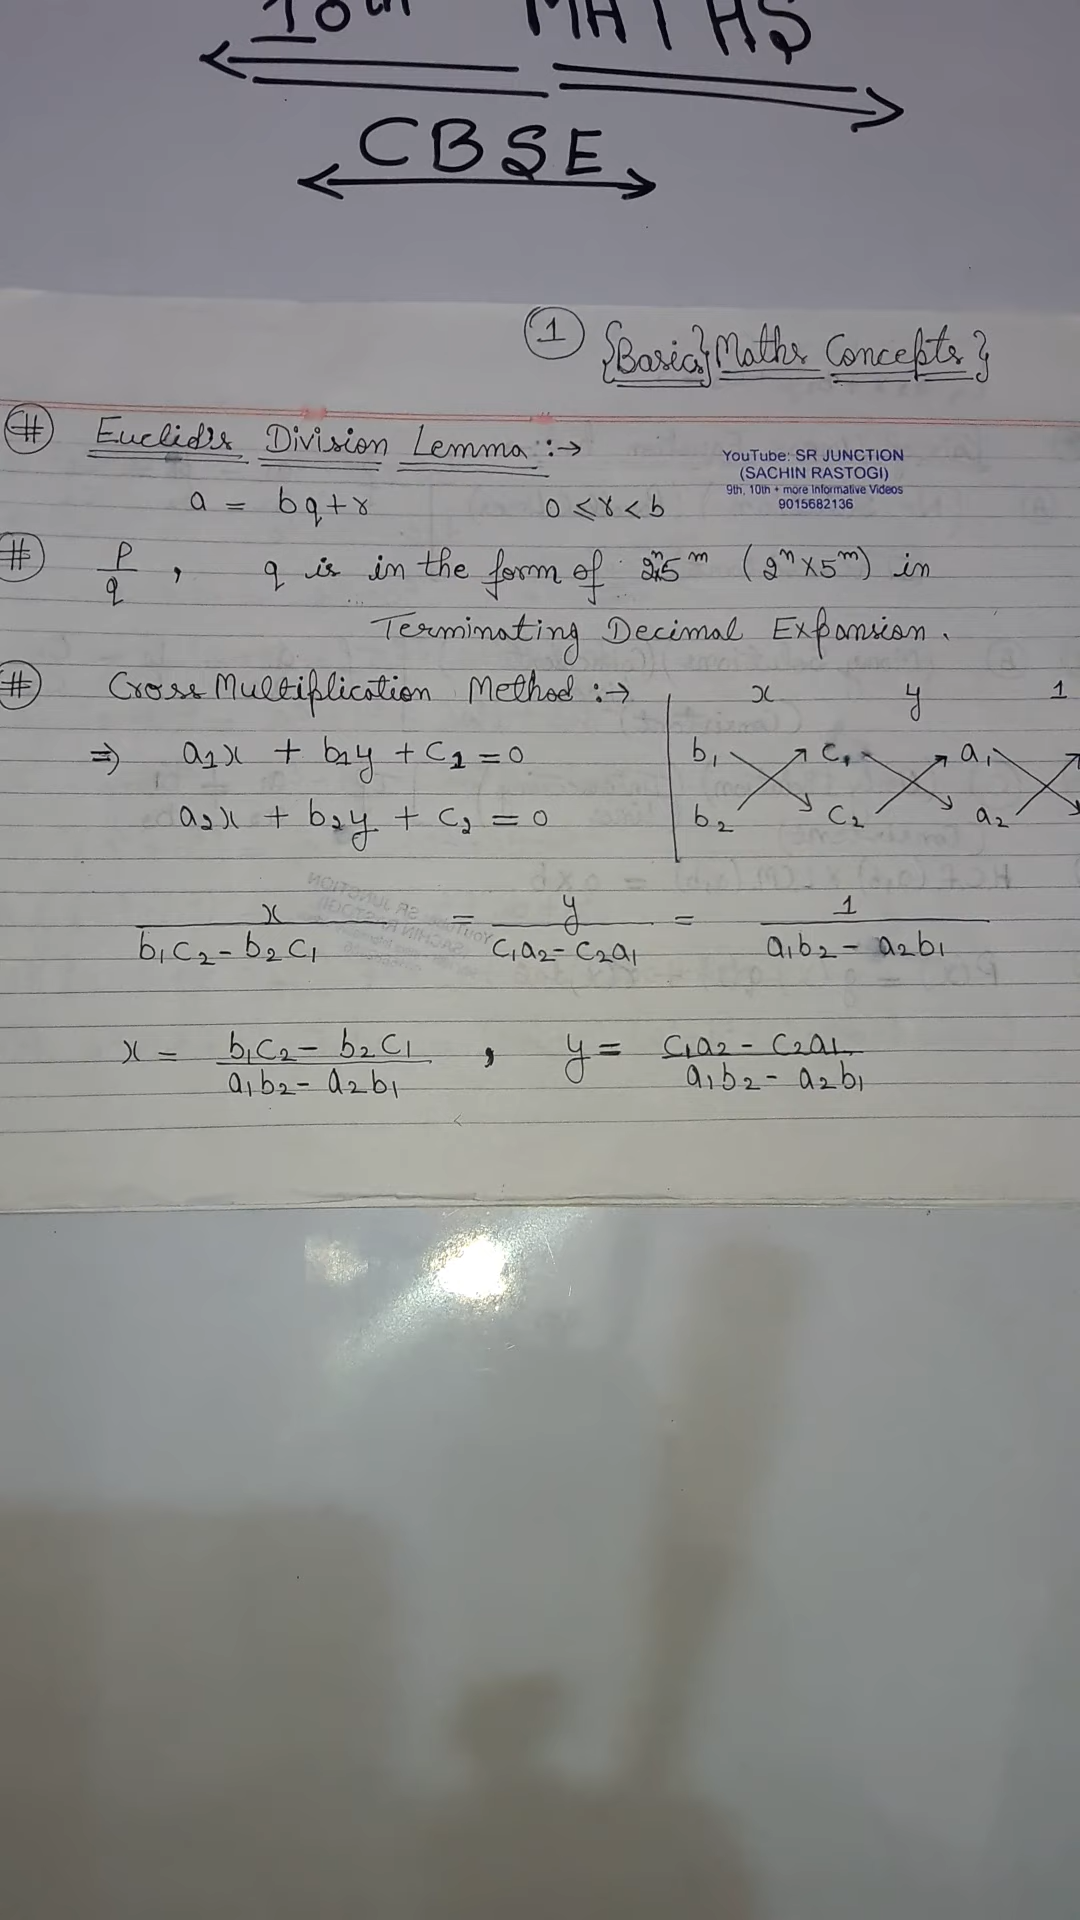 10th MATHS
CBSE
① {Basics} Maths Concepts}
# Euclid's Division Lemma :→
YouTube: SR JUNCTION
(SACHIN RASTOGI)
9th, 10th + more Informative Videos
9015682136
a = bq+r 0≤r<b
# p/q , q is in the form of 2ⁿ5ᵐ (2ⁿ×5ᵐ) in
Terminating Decimal Expansion.
# Cross Multiplication Method :→ x y 1
⇒ a₁x + b₁y + c₁ = 0 b₁ c₁ a₁
a₂x + b₂y + c₂ = 0 b₂ c₂ a₂
x/(b₁c₂ - b₂c₁) = y/(c₁a₂ - c₂a₁) = 1/(a₁b₂ - a₂b₁)
x = (b₁c₂ - b₂c₁)/(a₁b₂ - a₂b₁) , y = (c₁a₂ - c₂a₁)/(a₁b₂ - a₂b₁)